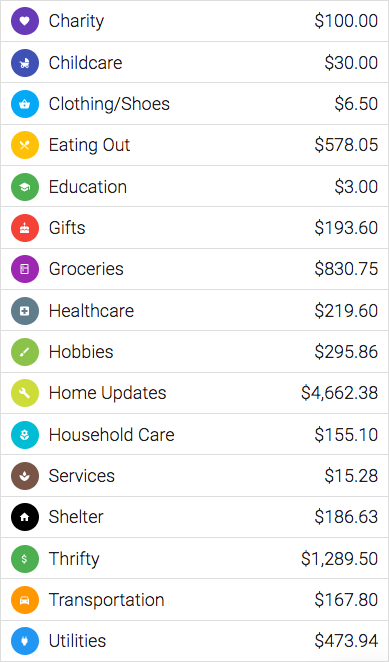 Charity $100.00
Childcare $30.00
Clothing/Shoes $6.50
Eating Out $578.05
Education $3.00
Gifts $193.60
Groceries $830.75
Healthcare $219.60
Hobbies $295.86
Home Updates $4,662.38
Household Care $155.10
Services $15.28
Shelter $186.63
$ Thrifty $1,289.50
Transportation $167.80
Utilities $473.94